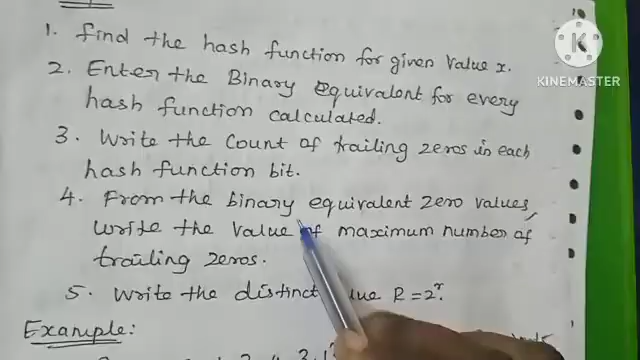 1. Find the hash function for given value x.
2. Enter the Binary equivalent for every
hash function calculated.
3. Write the Count of trailing zeros in each
hash function bit.
4. From the binary equivalent zero values,
write the value of maximum number of
trailing zeros.
5. Write the distinct value R = 2^r.
Example:
KINEMASTER